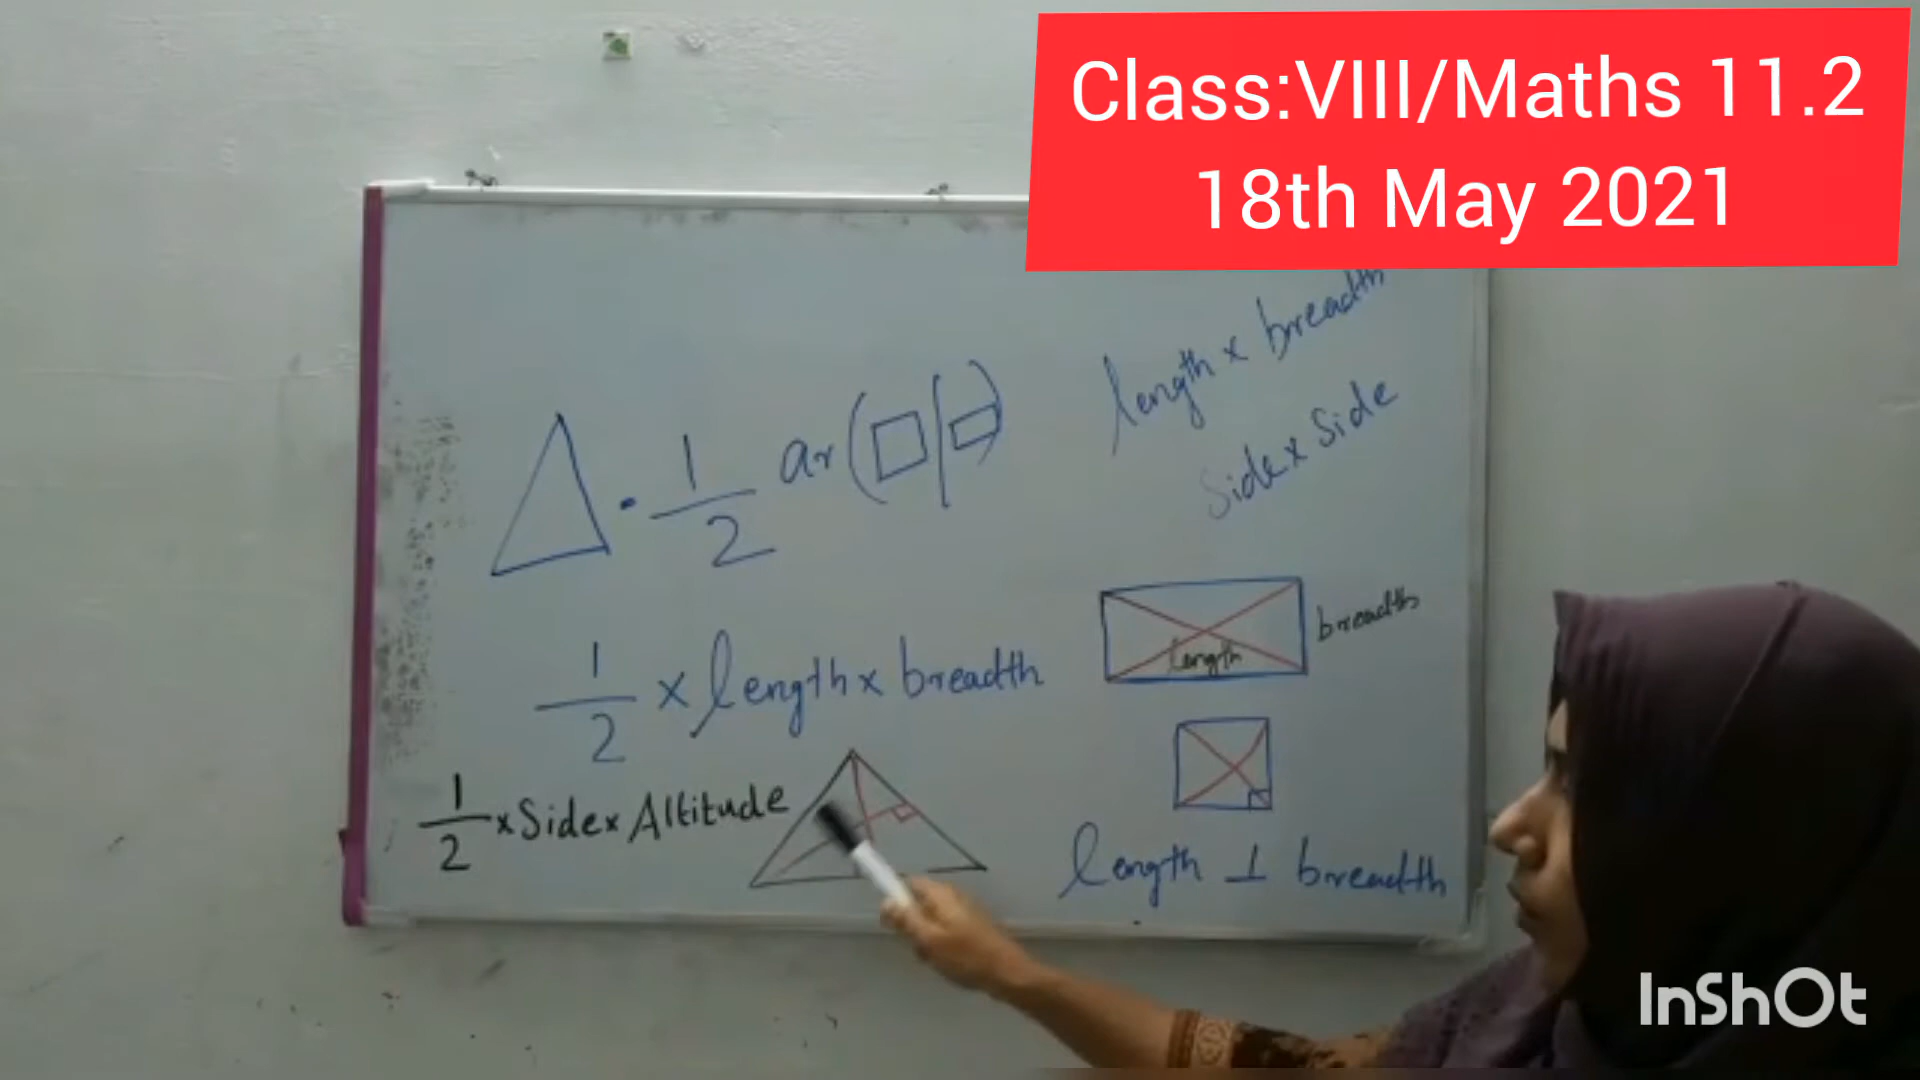 Class:VIII/Maths 11.2
18th May 2021
length x breadth
Side x Side
1/2 ar(□/▭)
1/2 x length x breadth
breadth
length
1/2 x Side x Altitude
length ⊥ breadth
InShOt